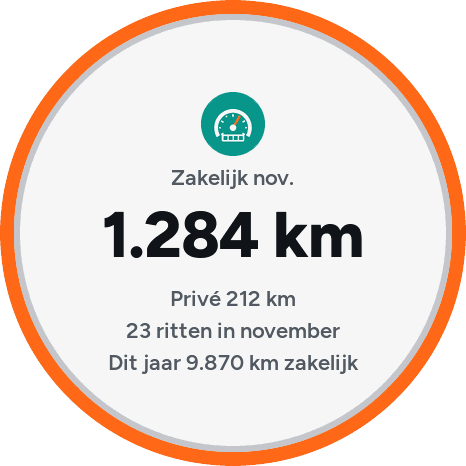 Zakelijk nov.
1.284 km
Privé 212 km
23 ritten in november
Dit jaar 9.870 km zakelijk